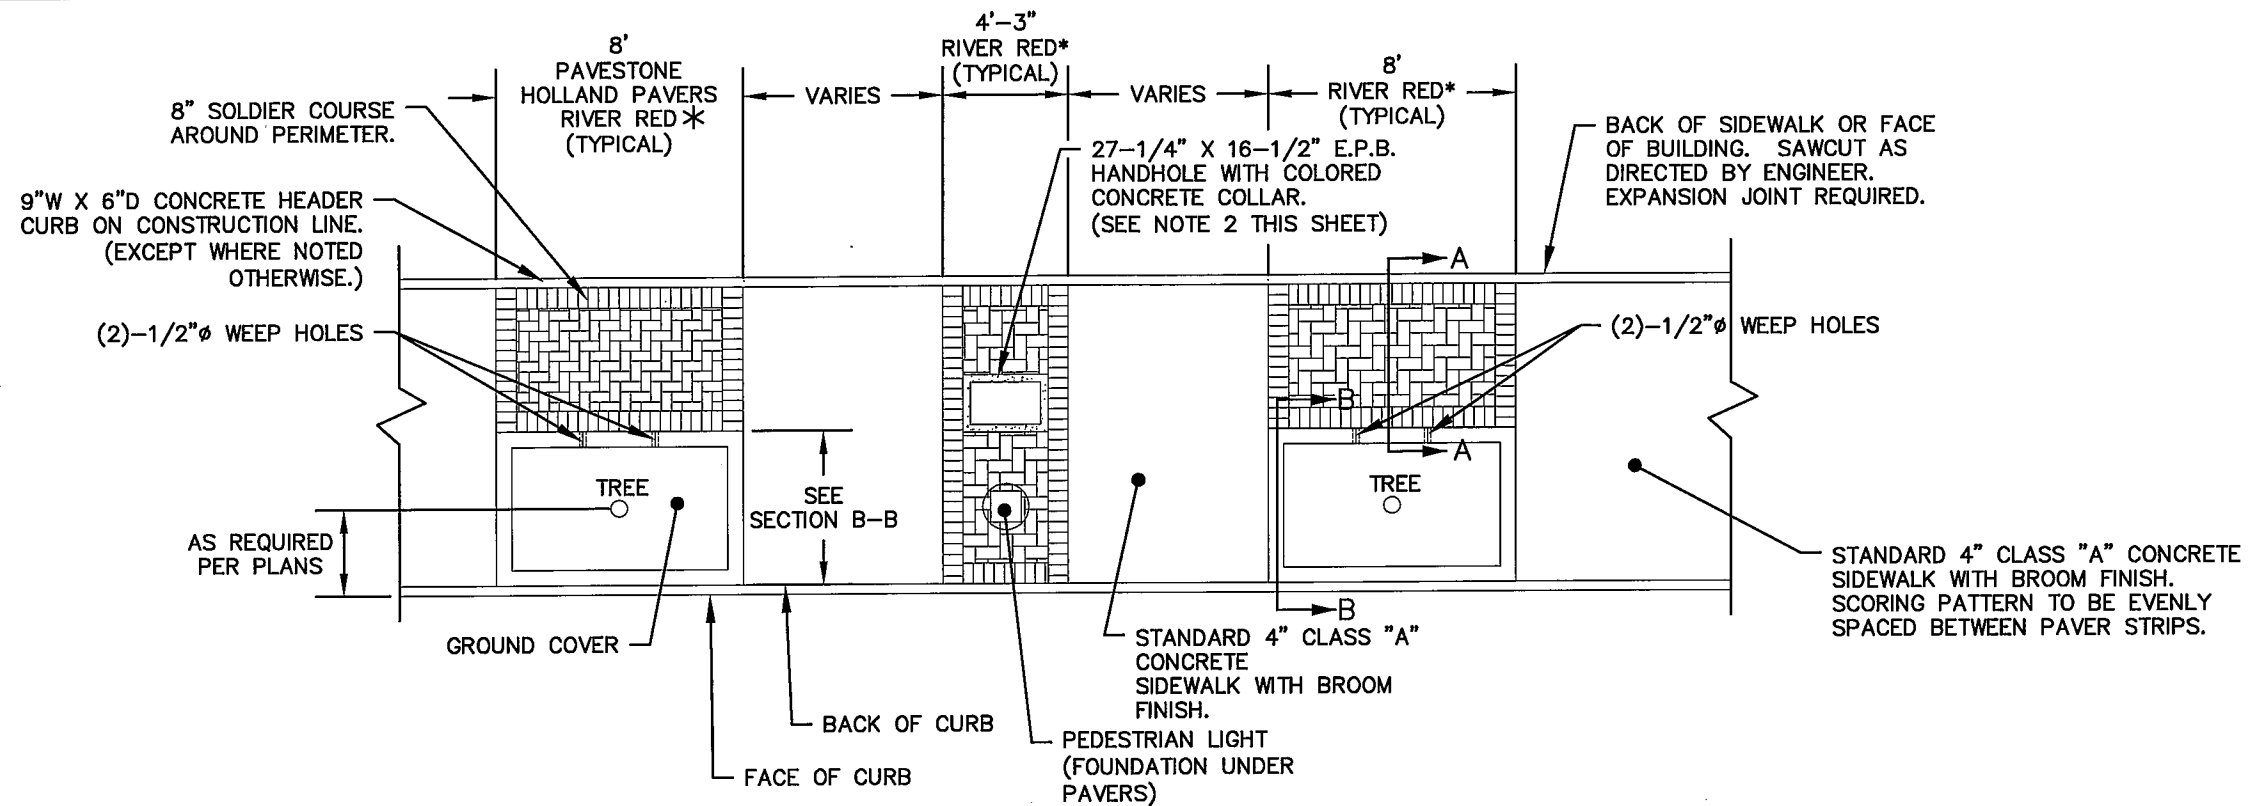 8'
PAVESTONE
HOLLAND PAVERS
RIVER RED*
(TYPICAL)
VARIES
4'-3"
RIVER RED*
(TYPICAL)
VARIES
8'
RIVER RED*
(TYPICAL)
8" SOLDIER COURSE
AROUND PERIMETER.
9"W X 6"D CONCRETE HEADER
CURB ON CONSTRUCTION LINE.
(EXCEPT WHERE NOTED
OTHERWISE.)
(2)-1/2"ø WEEP HOLES
27-1/4" X 16-1/2" E.P.B.
HANDHOLE WITH COLORED
CONCRETE COLLAR.
(SEE NOTE 2 THIS SHEET)
BACK OF SIDEWALK OR FACE
OF BUILDING. SAWCUT AS
DIRECTED BY ENGINEER.
EXPANSION JOINT REQUIRED.
A
(2)-1/2"ø WEEP HOLES
B
A
TREE
SEE
SECTION B-B
TREE
AS REQUIRED
PER PLANS
B
GROUND COVER
BACK OF CURB
FACE OF CURB
STANDARD 4" CLASS "A"
CONCRETE
SIDEWALK WITH BROOM
FINISH.
PEDESTRIAN LIGHT
(FOUNDATION UNDER
PAVERS)
STANDARD 4" CLASS "A" CONCRETE
SIDEWALK WITH BROOM FINISH.
SCORING PATTERN TO BE EVENLY
SPACED BETWEEN PAVER STRIPS.